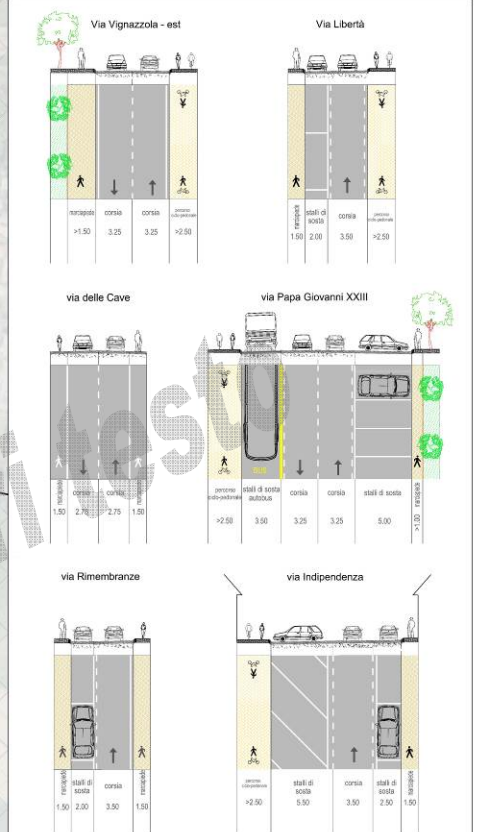 Via Vignazzola - est
marciapiede
corsia
corsia
percorso
ciclo-pedonale
>1.50
3.25
3.25
>2.50
Via Libertà
marciapiede
stalli di
sosta
corsia
percorso
ciclo-pedonale
1.50
2.00
3.50
>2.50
via delle Cave
marciapiede
corsia
corsia
marciapiede
1.50
2.75
2.75
1.50
via Papa Giovanni XXIII
BUS
percorso
ciclo-pedonale
stalli di sosta
autobus
corsia
corsia
stalli di sosta
marciapiede
>2.50
3.50
3.25
3.25
5.00
>1.00
via Rimembranze
marciapiede
stalli di
sosta
corsia
marciapiede
1.50
2.00
3.50
1.50
via Indipendenza
percorso
ciclo-pedonale
stalli di
sosta
corsia
stalli di
sosta
marciapiede
>2.50
5.50
3.50
2.50
1.50
di testo